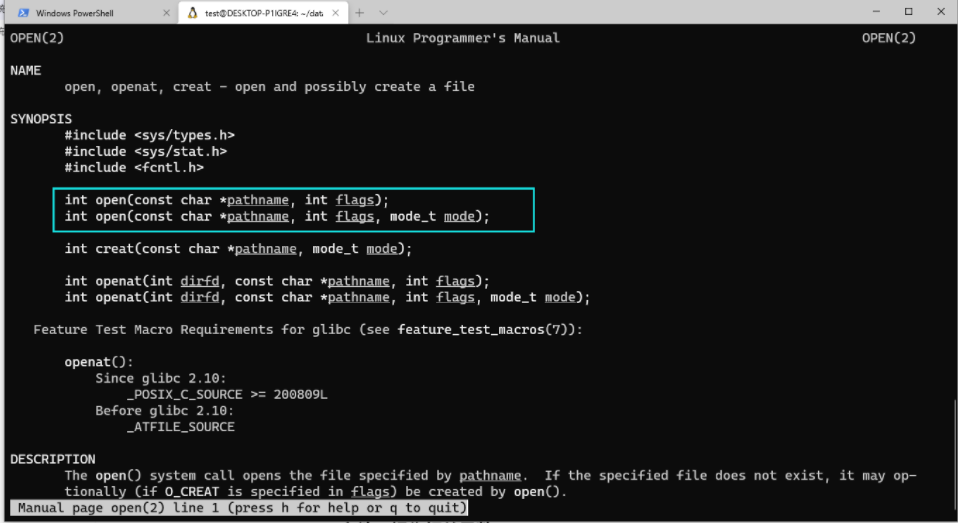 Windows PowerShell
test@DESKTOP-P1IGRE4: ~/data
OPEN(2) Linux Programmer's Manual OPEN(2)
NAME
open, openat, creat - open and possibly create a file
SYNOPSIS
#include <sys/types.h>
#include <sys/stat.h>
#include <fcntl.h>
int open(const char *pathname, int flags);
int open(const char *pathname, int flags, mode_t mode);
int creat(const char *pathname, mode_t mode);
int openat(int dirfd, const char *pathname, int flags);
int openat(int dirfd, const char *pathname, int flags, mode_t mode);
Feature Test Macro Requirements for glibc (see feature_test_macros(7)):
openat():
Since glibc 2.10:
_POSIX_C_SOURCE >= 200809L
Before glibc 2.10:
_ATFILE_SOURCE
DESCRIPTION
The open() system call opens the file specified by pathname. If the specified file does not exist, it may op-
tionally (if O_CREAT is specified in flags) be created by open().
Manual page open(2) line 1 (press h for help or q to quit)